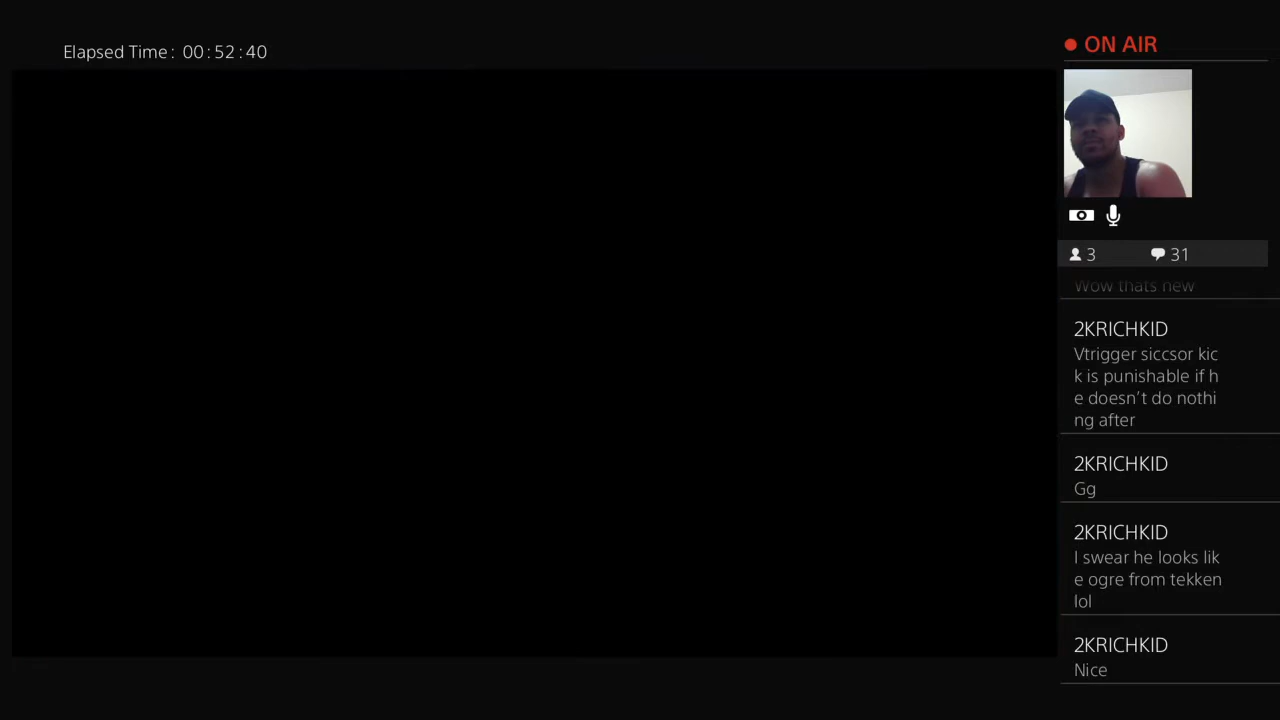 Elapsed Time: 00:52:40
ON AIR
3 31
Wow thats new
2KRICHKID
Vtrigger siccsor kic
k is punishable if h
e doesn't do nothi
ng after
2KRICHKID
Gg
2KRICHKID
I swear he looks lik
e ogre from tekken
lol
2KRICHKID
Nice